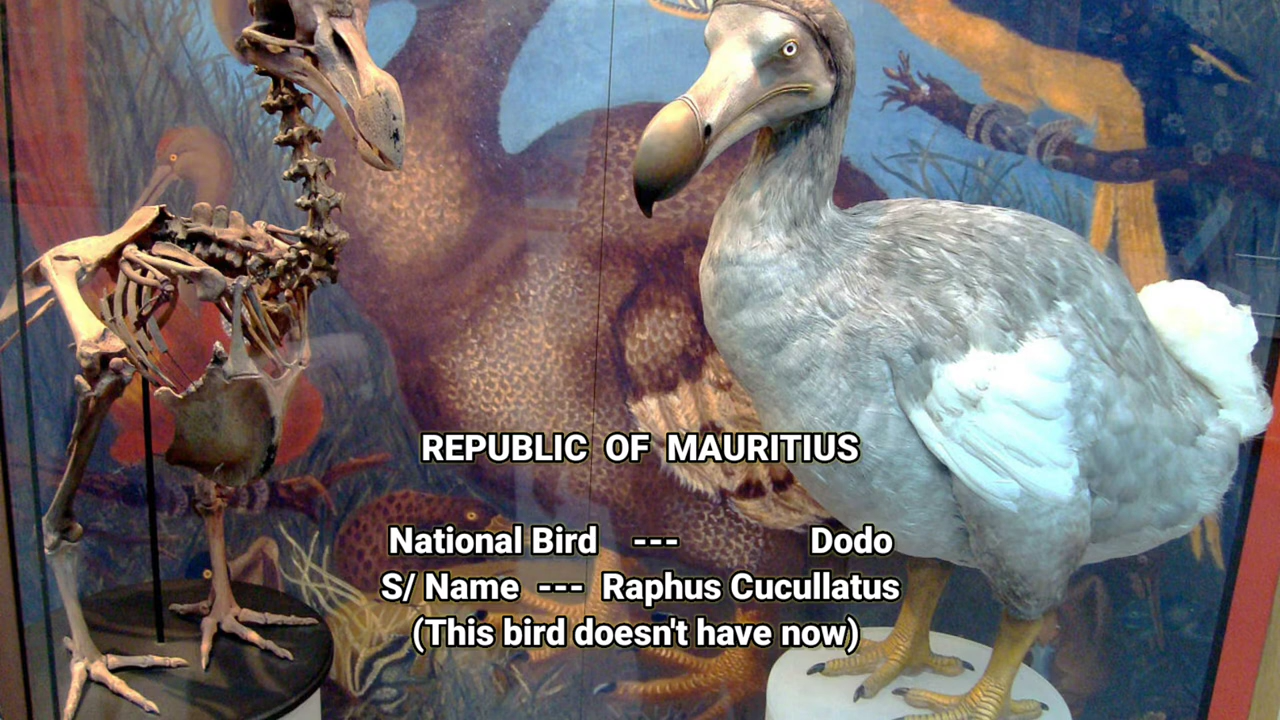 REPUBLIC OF MAURITIUS
National Bird --- Dodo
S/ Name --- Raphus Cucullatus
(This bird doesn't have now)